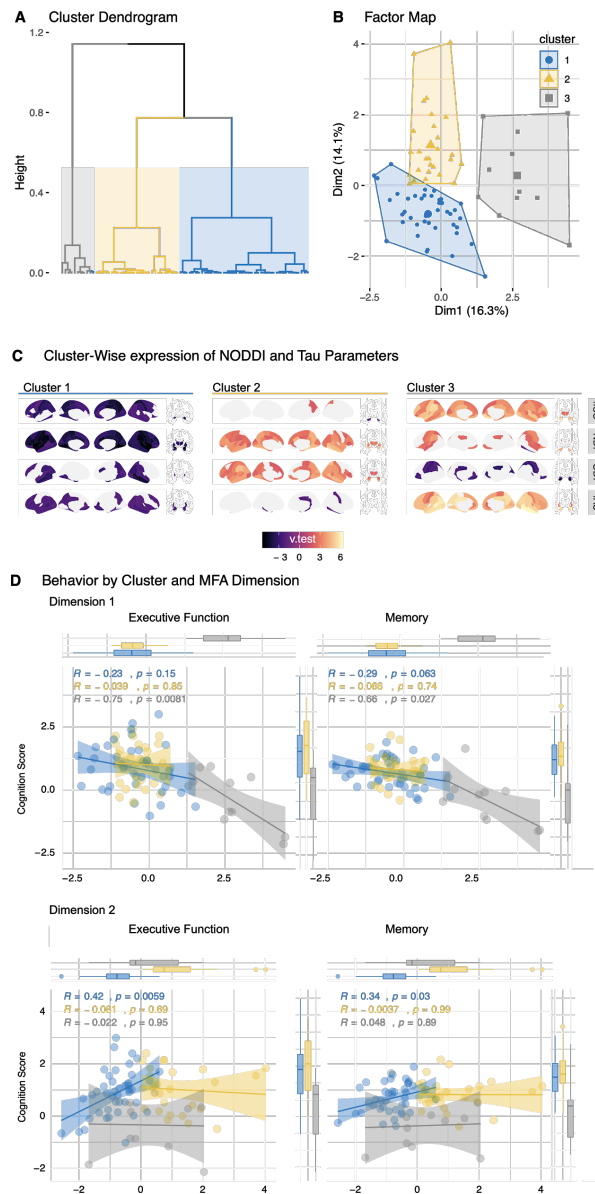 A Cluster Dendrogram
B Factor Map
1.2
0.8
0.4
0.0
Height
4
2
0
−2
Dim2 (14.1%)
−2.5 0.0 2.5
Dim1 (16.3%)
cluster
1
2
3
C Cluster-Wise expression of NODDI and Tau Parameters
Cluster 1 Cluster 2 Cluster 3
v.test
−3 0 3 6
D Behavior by Cluster and MFA Dimension
Dimension 1
Executive Function Memory
R = −0.23 , p = 0.15
R = −0.039 , p = 0.85
R = −0.75 , p = 0.0081
R = −0.29 , p = 0.063
R = −0.066 , p = 0.74
R = −0.66 , p = 0.027
Cognition Score
2.5
0.0
−2.5
−2.5 0.0 2.5
−2.5 0.0 2.5
Dimension 2
Executive Function Memory
R = 0.42 , p = 0.0059
R = −0.081 , p = 0.69
R = −0.022 , p = 0.95
R = 0.34 , p = 0.03
R = −0.0037 , p = 0.99
R = 0.048 , p = 0.89
Cognition Score
4
2
0
−2
−2 0 2 4
−2 0 2 4